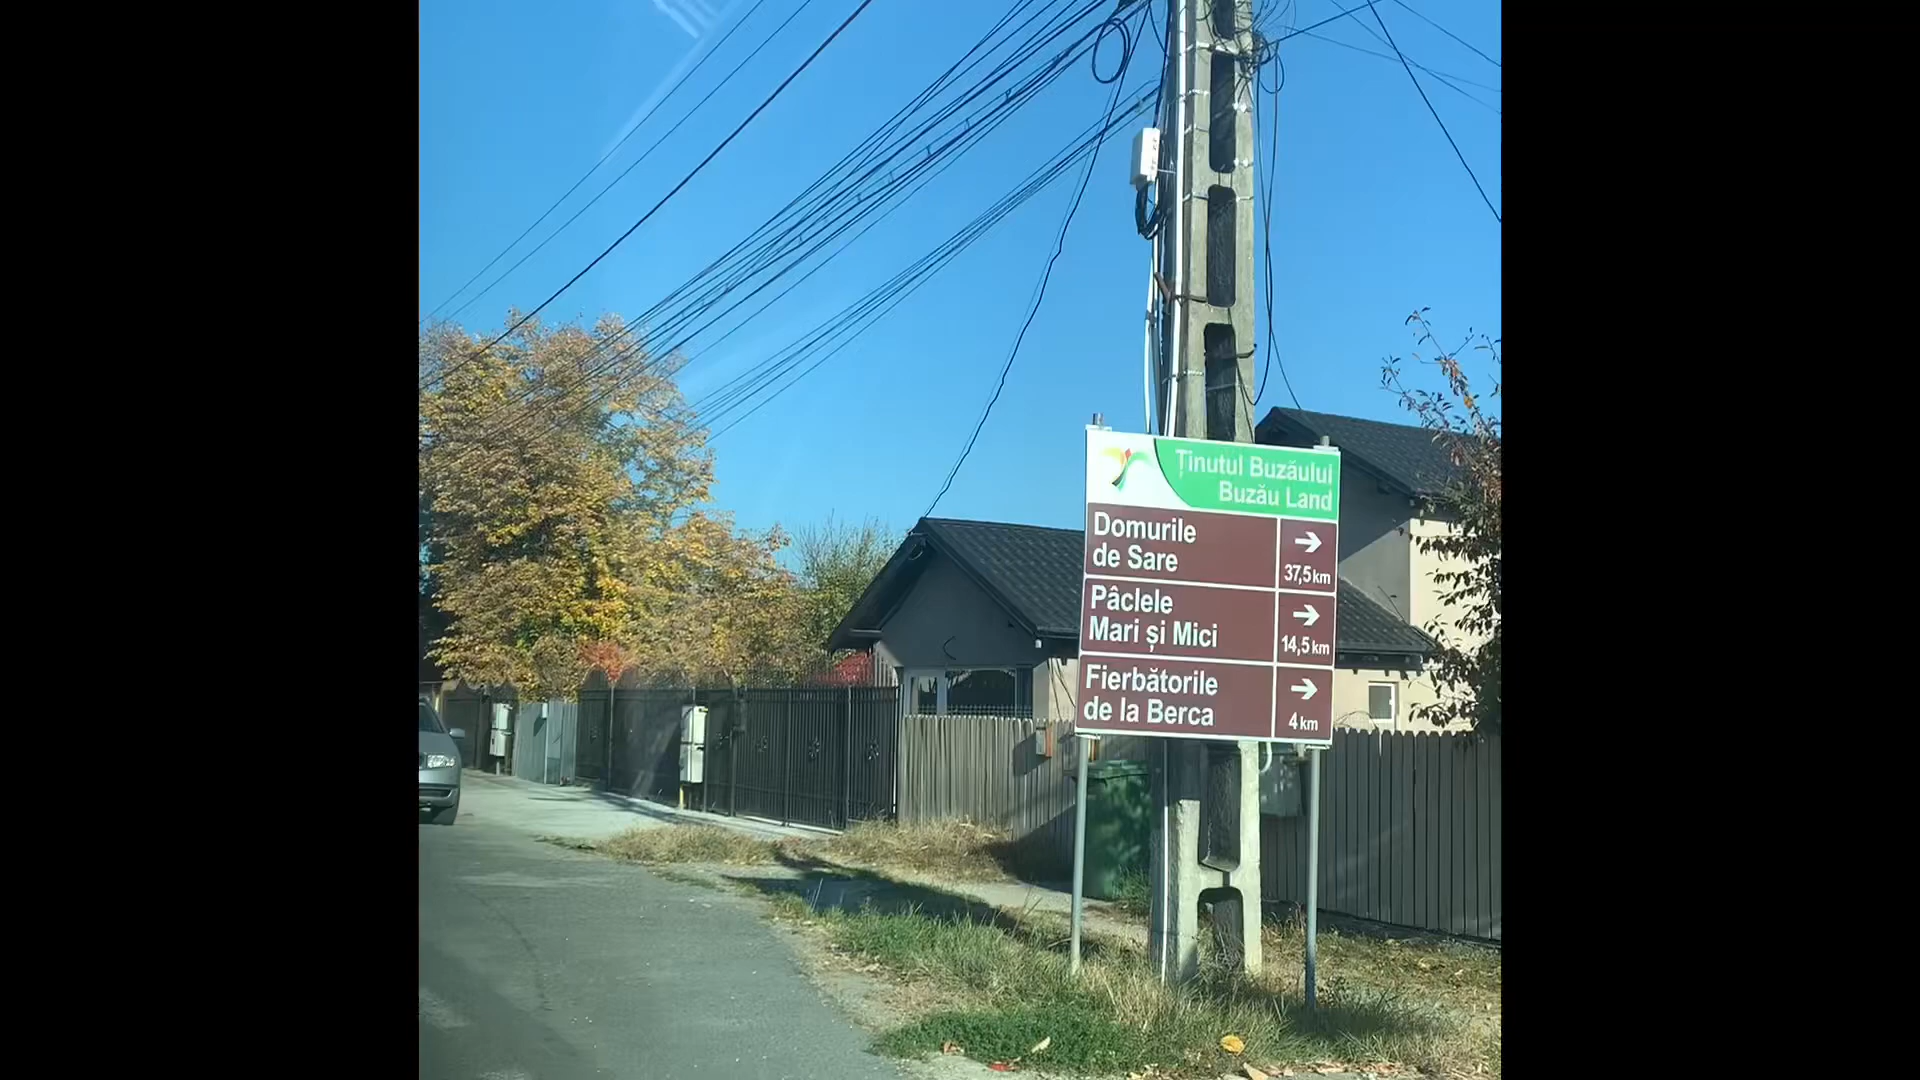 Ținutul Buzăului
Buzău Land
Domurile
de Sare
37,5 km
Pâclele
Mari și Mici
14,5 km
Fierbătorile
de la Berca
4 km